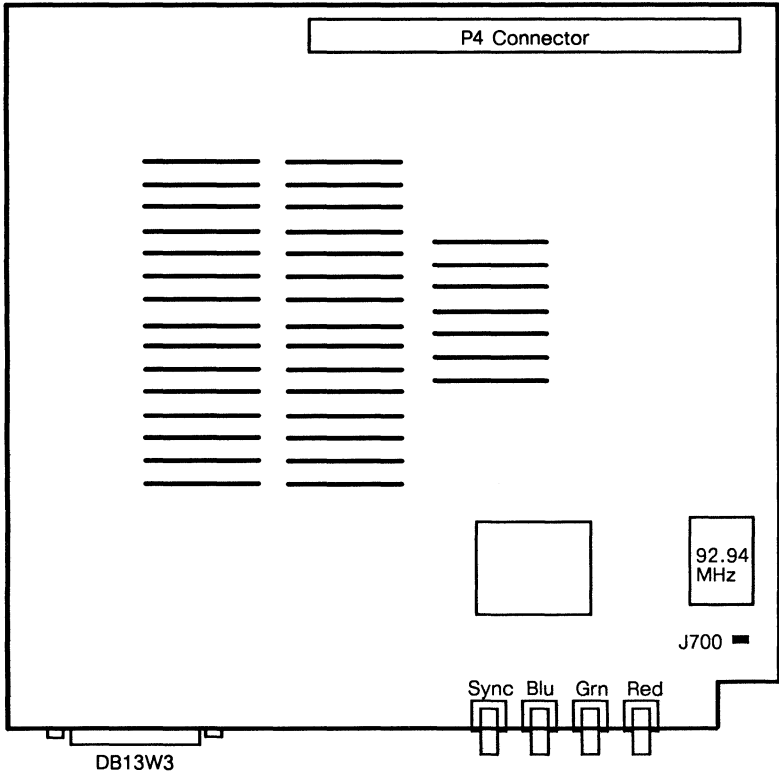 P4 Connector
92.94
MHz
J700
Sync Blu Grn Red
DB13W3